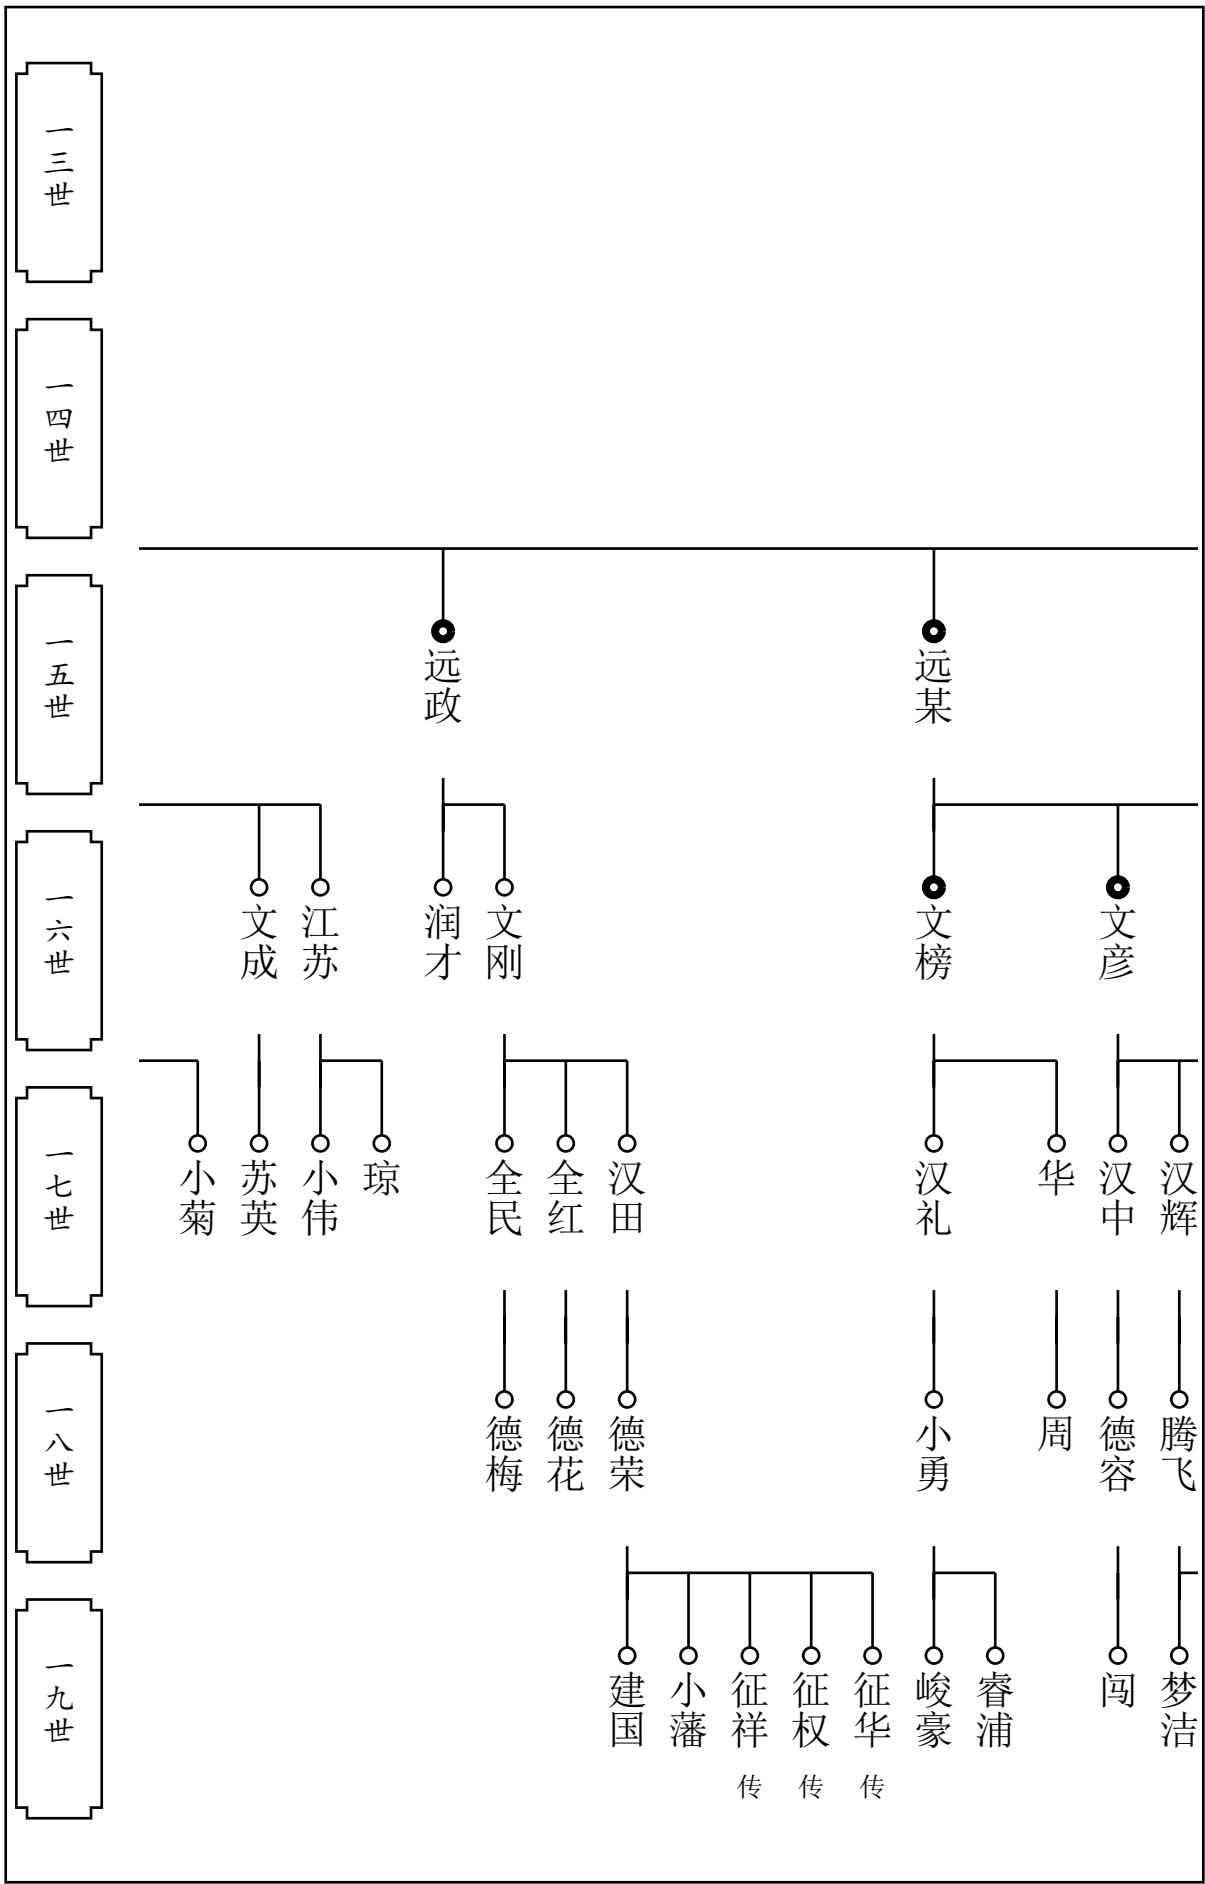 一三世
一四世
一五世
一六世
一七世
一八世
一九世
远某
远政
文彦
文榜
文刚
润才
江苏
文成
汉辉
汉中
华
汉礼
汉田
全红
全民
琼
小伟
苏英
小菊
腾飞
德容
周
小勇
德荣
德花
德梅
梦洁
闯
睿浦
峻豪
征华
传
征权
传
征祥
传
小藩
建国